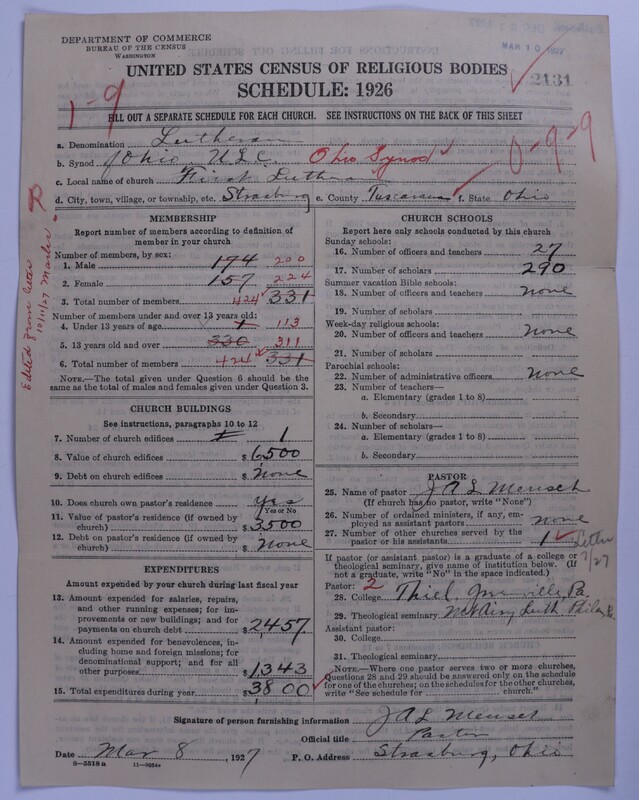 DEPARTMENT OF COMMERCE
BUREAU OF THE CENSUS
WASHINGTON
MAR 10 1927
UNITED STATES CENSUS OF RELIGIOUS BODIES
SCHEDULE: 1926
2131
1-9
FILL OUT A SEPARATE SCHEDULE FOR EACH CHURCH. SEE INSTRUCTIONS ON THE BACK OF THIS SHEET
a. Denomination Lutheran
b. Synod Ohio. U.L.C. Ohio Synod
0-9-9
c. Local name of church First Lutheran
d. City, town, village, or township, etc. Strasburg e. County Tuscarawas f. State Ohio
Edited from letter
10/11/27
MEMBERSHIP
Report number of members according to definition of member in your church
Number of members, by sex:
1. Male 174 200
2. Female 157 224
3. Total number of members 424 331
Number of members under and over 13 years old:
4. Under 13 years of age 1 113
5. 13 years old and over 330 311
6. Total number of members 424 331
NOTE.—The total given under Question 6 should be the same as the total of males and females given under Question 3.
CHURCH BUILDINGS
See instructions, paragraphs 10 to 12
7. Number of church edifices 1
8. Value of church edifices $ 6500
9. Debt on church edifices $ None
10. Does church own pastor's residence yes
Yes or No
11. Value of pastor's residence (if owned by church) $ 3500
12. Debt on pastor's residence (if owned by church) $ None
EXPENDITURES
Amount expended by your church during last fiscal year
13. Amount expended for salaries, repairs, and other running expenses; for improvements or new buildings; and for payments on church debt $ 2457
14. Amount expended for benevolences, including home and foreign missions; for denominational support; and for all other purposes $ 1343
15. Total expenditures during year $ 3800
CHURCH SCHOOLS
Report here only schools conducted by this church
Sunday schools:
16. Number of officers and teachers 27
17. Number of scholars 290
Summer vacation Bible schools:
18. Number of officers and teachers none
19. Number of scholars
Week-day religious schools:
20. Number of officers and teachers none
21. Number of scholars
Parochial schools:
22. Number of administrative officers none
23. Number of teachers—
a. Elementary (grades 1 to 8)
b. Secondary
24. Number of scholars—
a. Elementary (grades 1 to 8)
b. Secondary
PASTOR
25. Name of pastor J A L Mensch
(If church has no pastor, write "None")
26. Number of ordained ministers, if any, employed as assistant pastors none
27. Number of other churches served by the pastor or his assistants 1
If pastor (or assistant pastor) is a graduate of a college or theological seminary, give name of institution below. (If not a graduate, write "No" in the space indicated.)
Pastor: 2
28. College Thiel, Greenville, Pa.
29. Theological seminary Mt Airy Luth Phila Pa
Assistant pastor:
30. College
31. Theological seminary
NOTE.—Where one pastor serves two or more churches, Questions 28 and 29 should be answered only on the schedule for one of the churches; on the schedules for the other churches, write "See schedule for church."
Signature of person furnishing information J A L Mensch
Official title Pastor
Date Mar 8, 1927 P. O. Address Strasburg, Ohio
8—5518 a